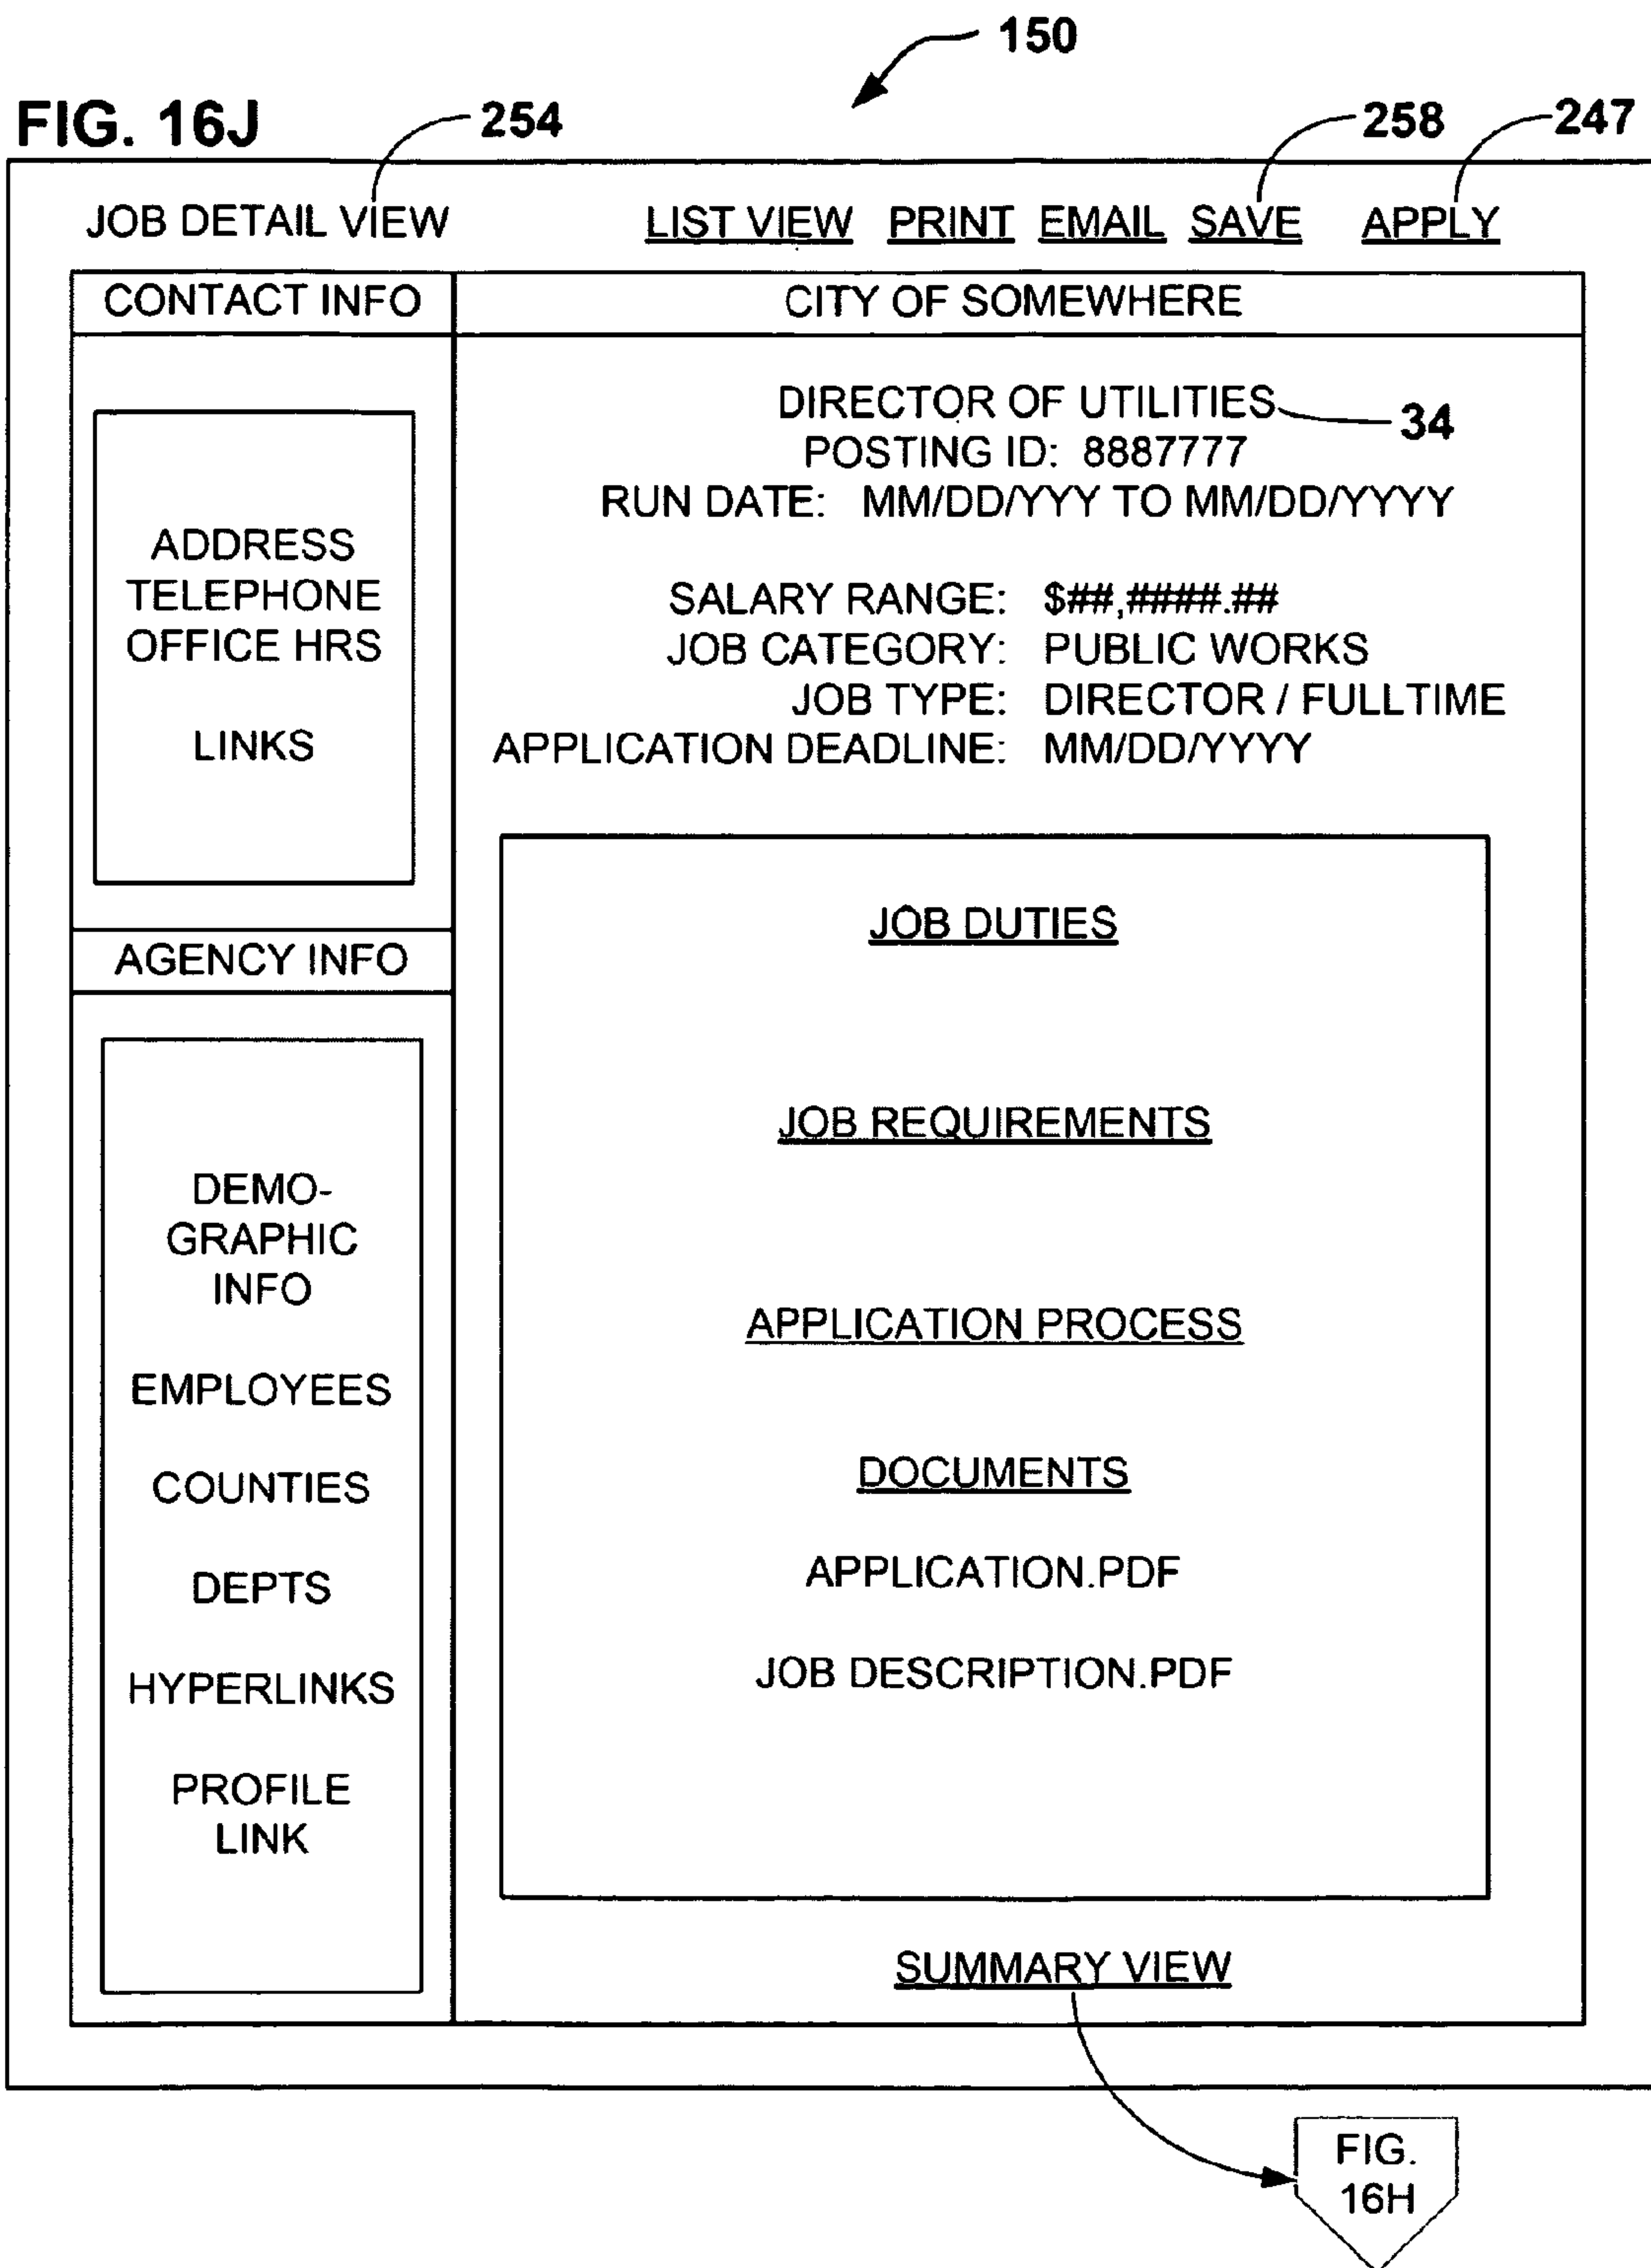 150
FIG. 16J
254
258
247
JOB DETAIL VIEW LIST VIEW PRINT EMAIL SAVE APPLY
CONTACT INFO
ADDRESS
TELEPHONE
OFFICE HRS
LINKS
AGENCY INFO
DEMO-
GRAPHIC
INFO
EMPLOYEES
COUNTIES
DEPTS
HYPERLINKS
PROFILE
LINK
CITY OF SOMEWHERE
DIRECTOR OF UTILITIES 34
POSTING ID: 8887777
RUN DATE: MM/DD/YYY TO MM/DD/YYYY
SALARY RANGE: $##,####.##
JOB CATEGORY: PUBLIC WORKS
JOB TYPE: DIRECTOR / FULLTIME
APPLICATION DEADLINE: MM/DD/YYYY
JOB DUTIES
JOB REQUIREMENTS
APPLICATION PROCESS
DOCUMENTS
APPLICATION.PDF
JOB DESCRIPTION.PDF
SUMMARY VIEW
FIG.
16H